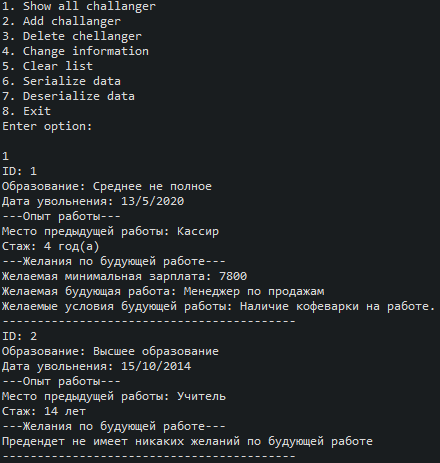 1. Show all challanger
2. Add challanger
3. Delete chellanger
4. Change information
5. Clear list
6. Serialize data
7. Deserialize data
8. Exit
Enter option:
1
ID: 1
Образование: Среднее не полное
Дата увольнения: 13/5/2020
---Опыт работы---
Место предыдущей работы: Кассир
Стаж: 4 год(а)
---Желания по будующей работе---
Желаемая минимальная зарплата: 7800
Желаемая будующая работа: Менеджер по продажам
Желаемые условия будующей работы: Наличие кофеварки на работе.
------------------------------------------
ID: 2
Образование: Высшее образование
Дата увольнения: 15/10/2014
---Опыт работы---
Место предыдущей работы: Учитель
Стаж: 14 лет
---Желания по будующей работе---
Предендет не имеет никаких желаний по будующей работе
------------------------------------------